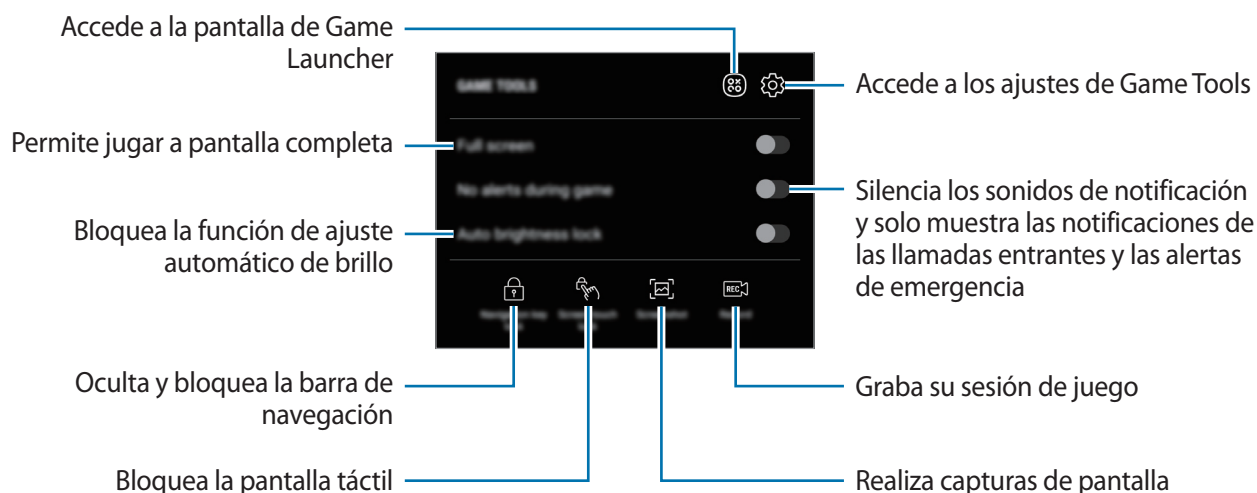 Accede a la pantalla de Game
Launcher
GAME TOOLS
Accede a los ajustes de Game Tools
Permite jugar a pantalla completa
Full screen
No alerts during game
Silencia los sonidos de notificación
y solo muestra las notificaciones de
las llamadas entrantes y las alertas
de emergencia
Bloquea la función de ajuste
automático de brillo
Auto brightness lock
REC
Oculta y bloquea la barra de
navegación
Graba su sesión de juego
Bloquea la pantalla táctil
Realiza capturas de pantalla